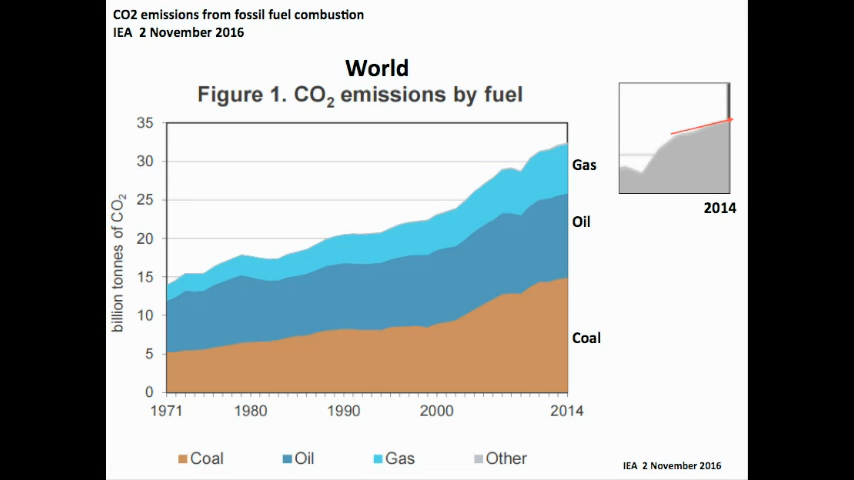 CO2 emissions from fossil fuel combustion
IEA 2 November 2016
World
Figure 1. CO2 emissions by fuel
35
30
25
20
15
10
5
0
billion tonnes of CO2
1971
1980
1990
2000
2014
Gas
Oil
Coal
2014
Coal
Oil
Gas
Other
IEA 2 November 2016